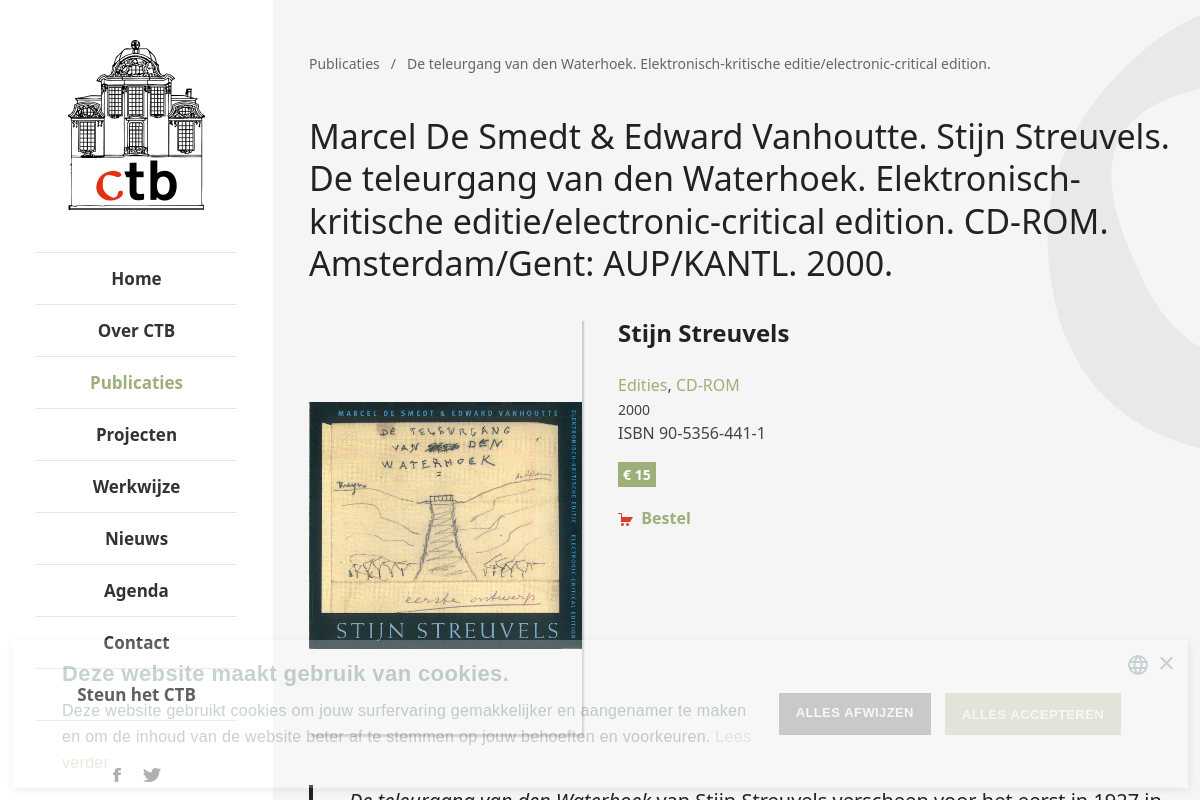 ctb
Home
Over CTB
Publicaties
Projecten
Werkwijze
Nieuws
Agenda
Contact
Steun het CTB
Publicaties / De teleurgang van den Waterhoek. Elektronisch-kritische editie/electronic-critical edition.
Marcel De Smedt & Edward Vanhoutte. Stijn Streuvels.
De teleurgang van den Waterhoek. Elektronisch-
kritische editie/electronic-critical edition. CD-ROM.
Amsterdam/Gent: AUP/KANTL. 2000.
MARCEL DE SMEDT & EDWARD VANHOUTTE
DE TELEURGANG
VAN DEN
WATERHOEK
eerste ontwerp
STIJN STREUVELS
ELEKTRONISCH-KRITISCHE EDITIE ELECTRONIC-CRITICAL EDITION
Stijn Streuvels
Edities, CD-ROM
2000
ISBN 90-5356-441-1
€ 15
Bestel
Deze website maakt gebruik van cookies.
Deze website gebruikt cookies om jouw surfervaring gemakkelijker en aangenamer te maken
en om de inhoud van de website beter af te stemmen op jouw behoeften en voorkeuren. Lees
verder
ALLES AFWIJZEN
ALLES ACCEPTEREN
De teleurgang van den Waterhoek van Stijn Streuvels verscheen voor het eerst in 1927 in